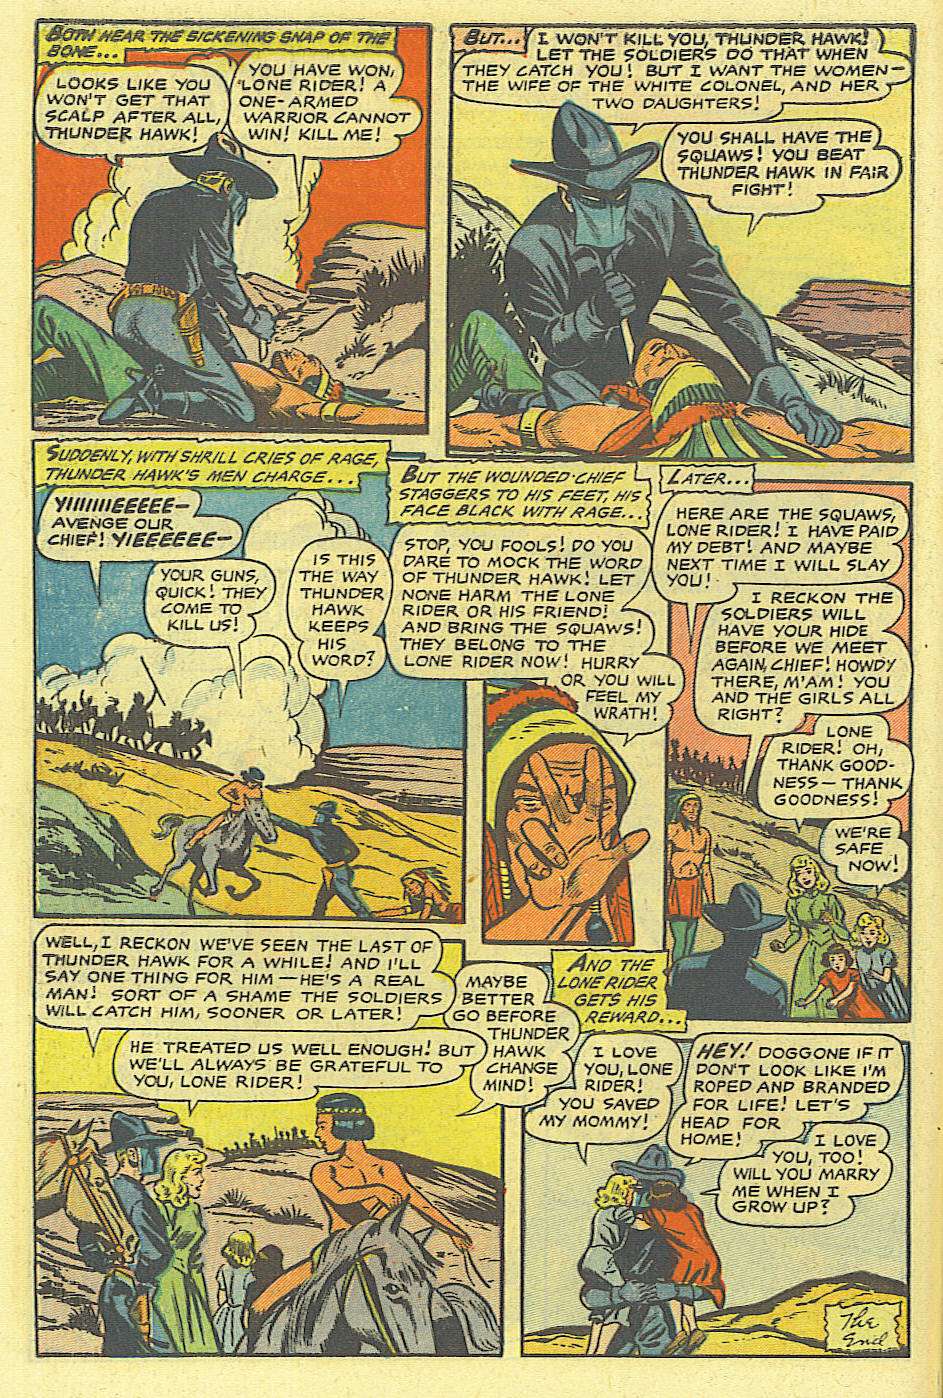 BOTH HEAR THE SICKENING SNAP OF THE
BONE...
LOOKS LIKE YOU
WON'T GET THAT
SCALP AFTER ALL,
THUNDER HAWK!
YOU HAVE WON,
LONE RIDER! A
ONE-ARMED
WARRIOR CANNOT
WIN! KILL ME!
BUT...
I WON'T KILL YOU, THUNDER HAWK!
LET THE SOLDIERS DO THAT WHEN
THEY CATCH YOU! BUT I WANT THE WOMEN—
THE WIFE OF THE WHITE COLONEL, AND HER
TWO DAUGHTERS!
YOU SHALL HAVE THE
SQUAWS! YOU BEAT
THUNDER HAWK IN FAIR
FIGHT!
SUDDENLY, WITH SHRILL CRIES OF RAGE,
THUNDER HAWK'S MEN CHARGE...
YIIIIIIEEEEE—
AVENGE OUR
CHIEF! YIEEEEEE—
YOUR GUNS,
QUICK! THEY
COME TO
KILL US!
IS THIS
THE WAY
THUNDER
HAWK
KEEPS
HIS
WORD?
BUT THE WOUNDED CHIEF
STAGGERS TO HIS FEET, HIS
FACE BLACK WITH RAGE...
STOP, YOU FOOLS! DO YOU
DARE TO MOCK THE WORD
OF THUNDER HAWK! LET
NONE HARM THE LONE
RIDER OR HIS FRIEND!
AND BRING THE SQUAWS!
THEY BELONG TO THE
LONE RIDER NOW! HURRY
OR YOU WILL
FEEL MY
WRATH!
LATER...
HERE ARE THE SQUAWS,
LONE RIDER! I HAVE PAID
MY DEBT! AND MAYBE
NEXT TIME I WILL SLAY
YOU!
I RECKON THE
SOLDIERS WILL
HAVE YOUR HIDE
BEFORE WE MEET
AGAIN, CHIEF! HOWDY
THERE, M'AM! YOU
AND THE GIRLS ALL
RIGHT?
LONE
RIDER! OH,
THANK GOOD-
NESS— THANK
GOODNESS!
WE'RE
SAFE
NOW!
WELL, I RECKON WE'VE SEEN THE LAST OF
THUNDER HAWK FOR A WHILE! AND I'LL
SAY ONE THING FOR HIM—HE'S A REAL
MAN! SORT OF A SHAME THE SOLDIERS
WILL CATCH HIM, SOONER OR LATER!
HE TREATED US WELL ENOUGH! BUT
WE'LL ALWAYS BE GRATEFUL TO
YOU, LONE RIDER!
MAYBE
BETTER
GO BEFORE
THUNDER
HAWK
CHANGE
MIND!
AND THE
LONE RIDER
GETS HIS
REWARD...
I LOVE
YOU, LONE
RIDER!
YOU SAVED
MY MOMMY!
HEY! DOGGONE IF IT
DON'T LOOK LIKE I'M
ROPED AND BRANDED
FOR LIFE! LET'S
HEAD FOR
HOME!
I LOVE
YOU, TOO!
WILL YOU MARRY
ME WHEN I
GROW UP?
The
End